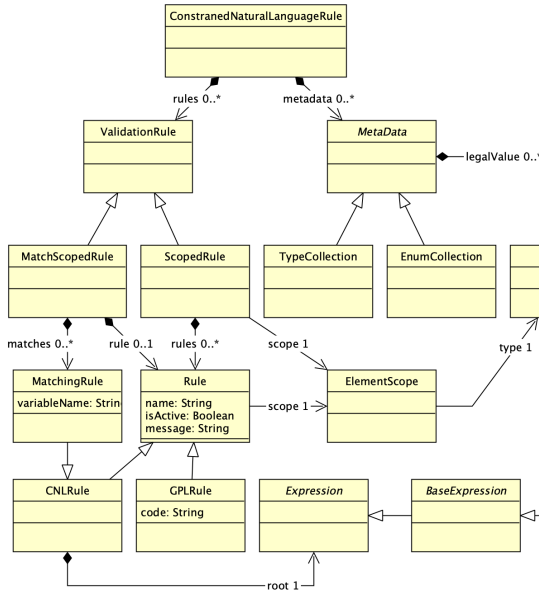 ConstranedNaturalLanguageRule
rules 0..*
metadata 0..*
ValidationRule
MetaData
legalValue 0..*
MatchScopedRule
ScopedRule
TypeCollection
EnumCollection
matches 0..*
rule 0..1
rules 0..*
scope 1
type 1
MatchingRule
variableName: Strin
Rule
name: String
isActive: Boolean
message: String
scope 1
ElementScope
CNLRule
GPLRule
code: String
Expression
BaseExpression
root 1